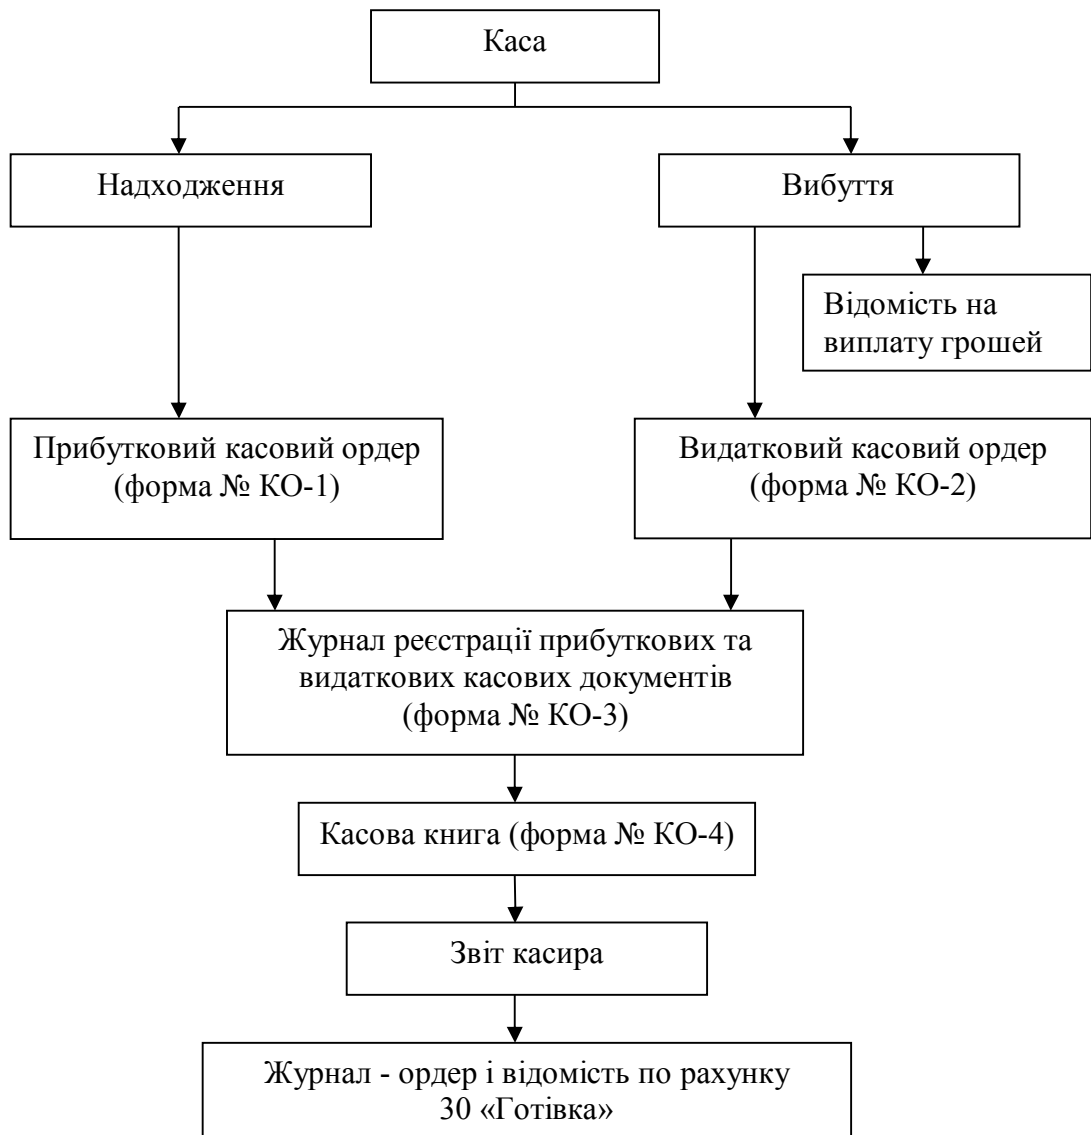 Каса
Надходження
Вибуття
Відомість на
виплату грошей
Прибутковий касовий ордер
(форма № КО-1)
Видатковий касовий ордер
(форма № КО-2)
Журнал реєстрації прибуткових та
видаткових касових документів
(форма № КО-3)
Касова книга (форма № КО-4)
Звіт касира
Журнал - ордер і відомість по рахунку
30 «Готівка»